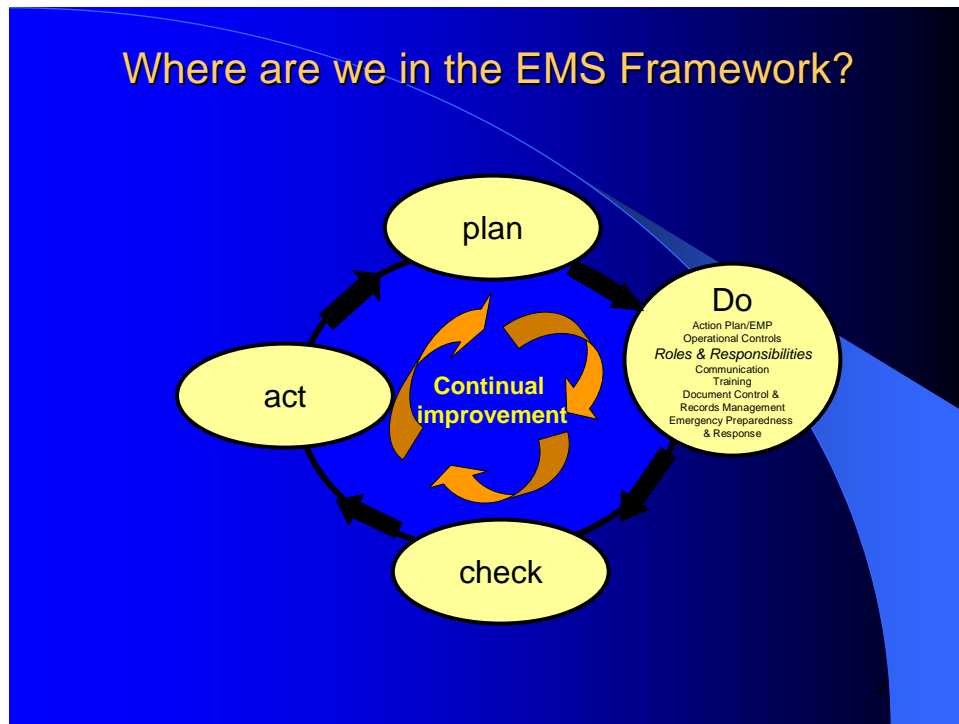 Where are we in the EMS Framework?
plan
Do
Action Plan/EMP
Operational Controls
Roles & Responsibilities
Communication
Training
Document Control &
Records Management
Emergency Preparedness
& Response
Continual
improvement
act
check